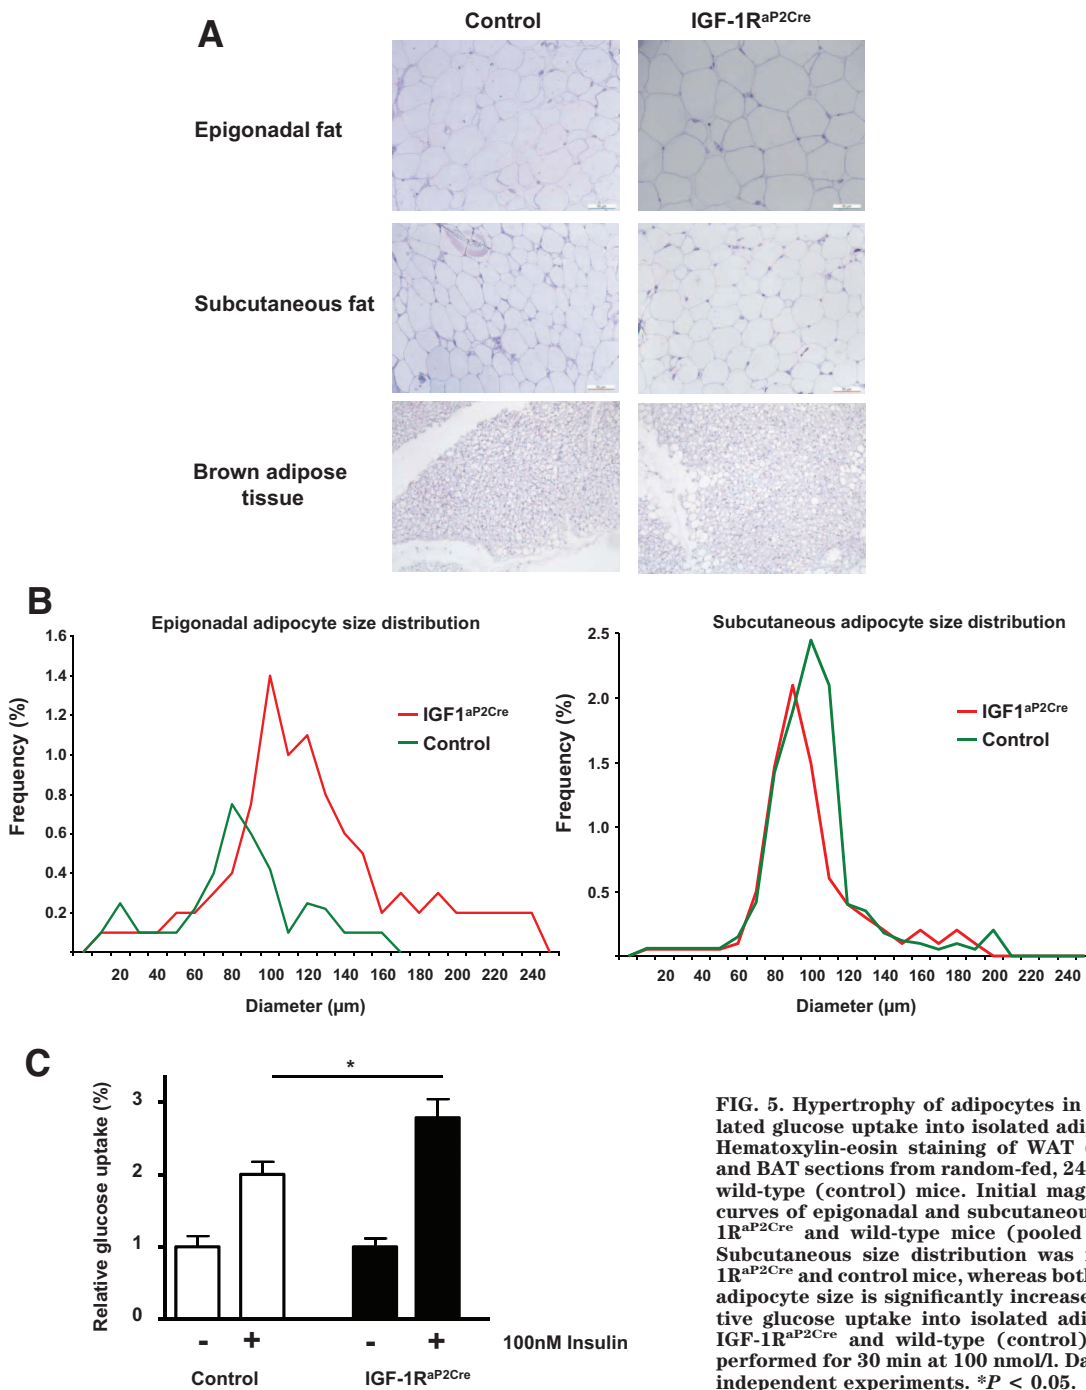 A
Control
IGF-1RaP2Cre
Epigonadal fat
Subcutaneous fat
Brown adipose
tissue
B
Epigonadal adipocyte size distribution
1.6
1.4
1.2
1.0
0.8
0.6
0.4
0.2
Frequency (%)
IGF1aP2Cre
Control
20 40 60 80 100 120 140 160 180 200 220 240
Diameter (µm)
Subcutaneous adipocyte size distribution
2.5
2.0
1.5
1.0
0.5
Frequency (%)
IGF1aP2Cre
Control
20 40 60 80 100 120 140 160 180 200 220 240
Diameter (µm)
C
Relative glucose uptake (%)
3
2
1
0
*
- + - + 100nM Insulin
Control IGF-1RaP2Cre
FIG. 5. Hypertrophy of adipocytes in
lated glucose uptake into isolated adip
Hematoxylin-eosin staining of WAT
and BAT sections from random-fed, 24
wild-type (control) mice. Initial mag
curves of epigonadal and subcutaneou
1RaP2Cre and wild-type mice (pooled
Subcutaneous size distribution was
1RaP2Cre and control mice, whereas both
adipocyte size is significantly increase
tive glucose uptake into isolated adi
IGF-1RaP2Cre and wild-type (control)
performed for 30 min at 100 nmol/l. Da
independent experiments. *P < 0.05.